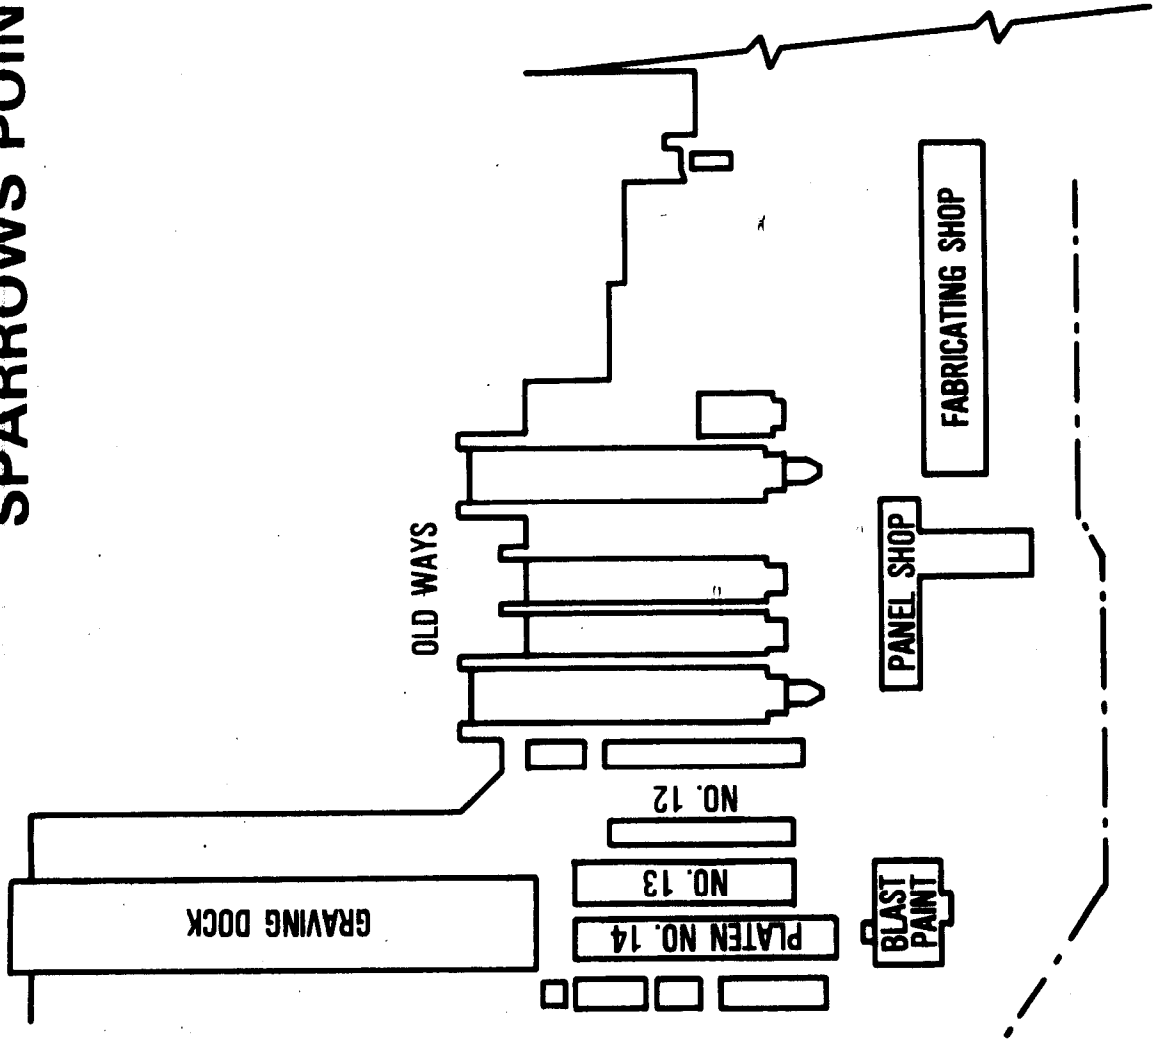 SPARROWS POIN
OLD WAYS
FABRICATING SHOP
PANEL SHOP
NO. 12
NO. 13
PLATEN NO. 14
GRAVING DOCK
BLAST
PAINT